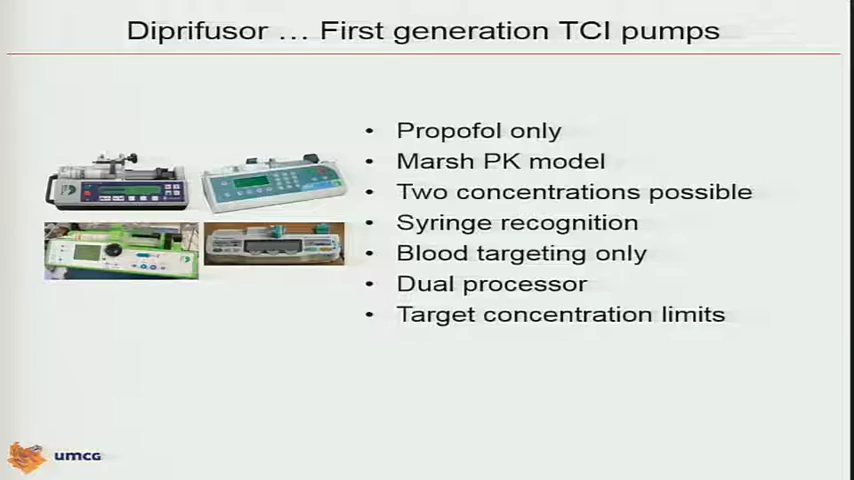 Diprifusor ... First generation TCI pumps
• Propofol only
• Marsh PK model
• Two concentrations possible
• Syringe recognition
• Blood targeting only
• Dual processor
• Target concentration limits
umcg